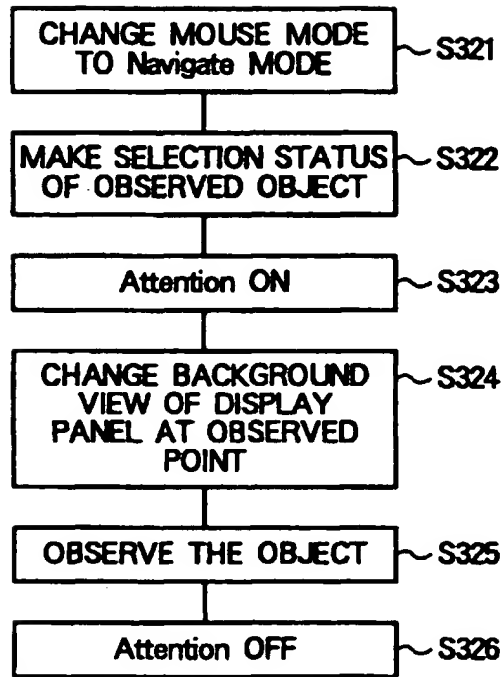 CHANGE MOUSE MODE
TO Navigate MODE
S321
MAKE SELECTION STATUS
OF OBSERVED OBJECT
S322
Attention ON
S323
CHANGE BACKGROUND
VIEW OF DISPLAY
PANEL AT OBSERVED
POINT
S324
OBSERVE THE OBJECT
S325
Attention OFF
S326